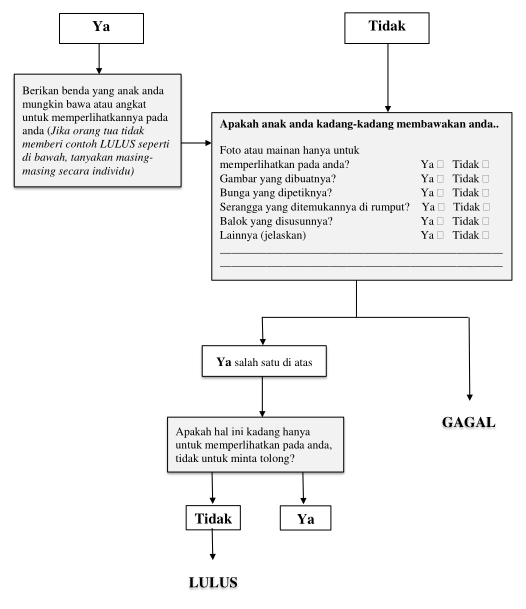 Ya
Tidak
Berikan benda yang anak anda
mungkin bawa atau angkat
untuk memperlihatkannya pada
anda (Jika orang tua tidak
memberi contoh LULUS seperti
di bawah, tanyakan masing-
masing secara individu)
Apakah anak anda kadang-kadang membawakan anda..
Foto atau mainan hanya untuk
memperlihatkan pada anda? Ya □ Tidak □
Gambar yang dibuatnya? Ya □ Tidak □
Bunga yang dipetiknya? Ya □ Tidak □
Serangga yang ditemukannya di rumput? Ya □ Tidak □
Balok yang disusunnya? Ya □ Tidak □
Lainnya (jelaskan) Ya □ Tidak □
Ya salah satu di atas
GAGAL
Apakah hal ini kadang hanya
untuk memperlihatkan pada anda,
tidak untuk minta tolong?
Tidak
Ya
LULUS